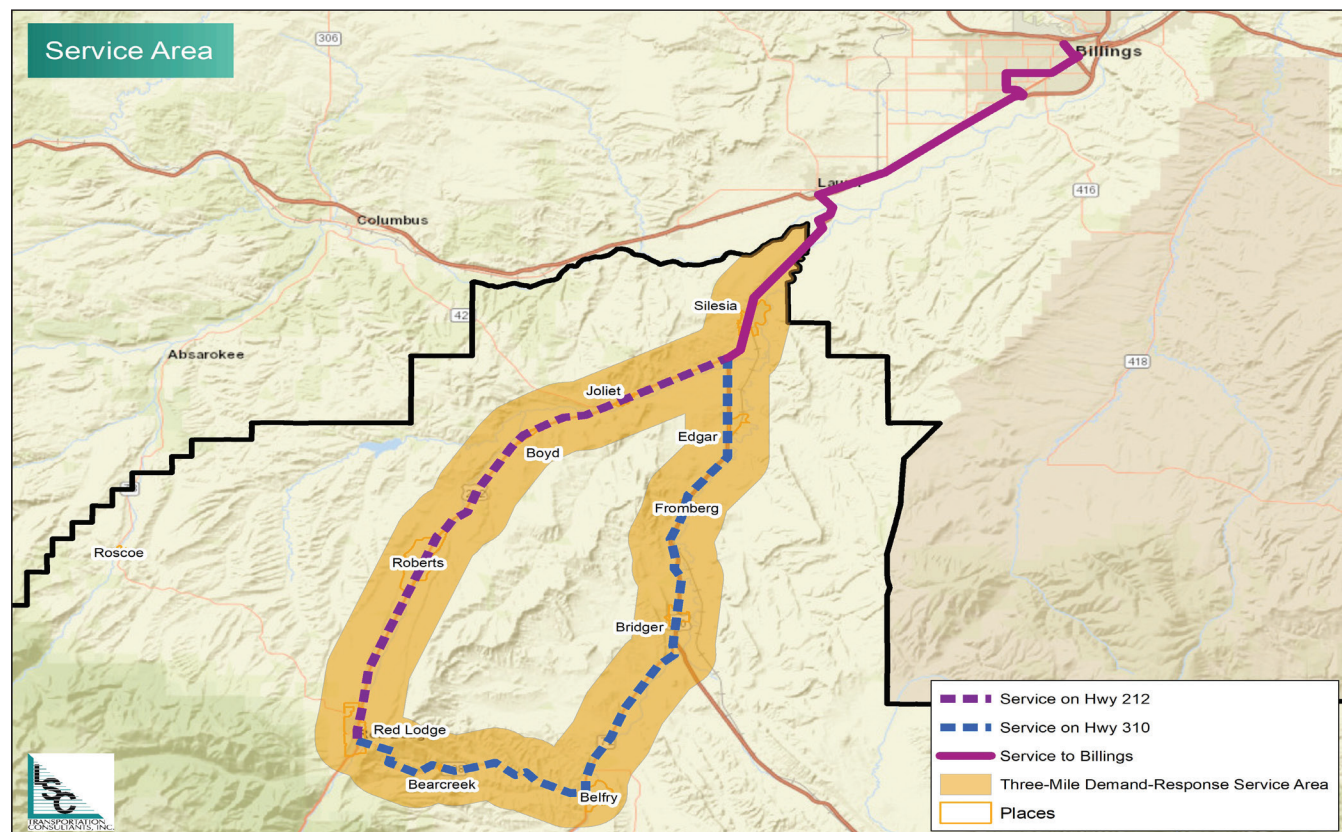 Service Area
306
Billings
416
Columbus
Silesia
42
418
Absarokee
Joliet
Edgar
Boyd
Fromberg
Roscoe
Roberts
Bridger
Red Lodge
Bearcreek
Belfry
Service on Hwy 212
Service on Hwy 310
Service to Billings
Three-Mile Demand-Response Service Area
Places
LSC
TRANSPORTATION
CONSULTANTS, INC.